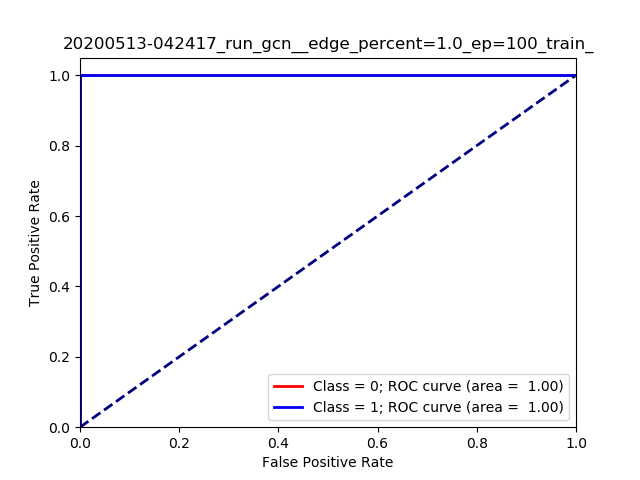 20200513-042417_run_gcn__edge_percent=1.0_ep=100_train_
1.0
0.8
0.6
0.4
0.2
0.0
True Positive Rate
Class = 0; ROC curve (area =  1.00)
Class = 1; ROC curve (area =  1.00)
0.0 0.2 0.4 0.6 0.8 1.0
False Positive Rate